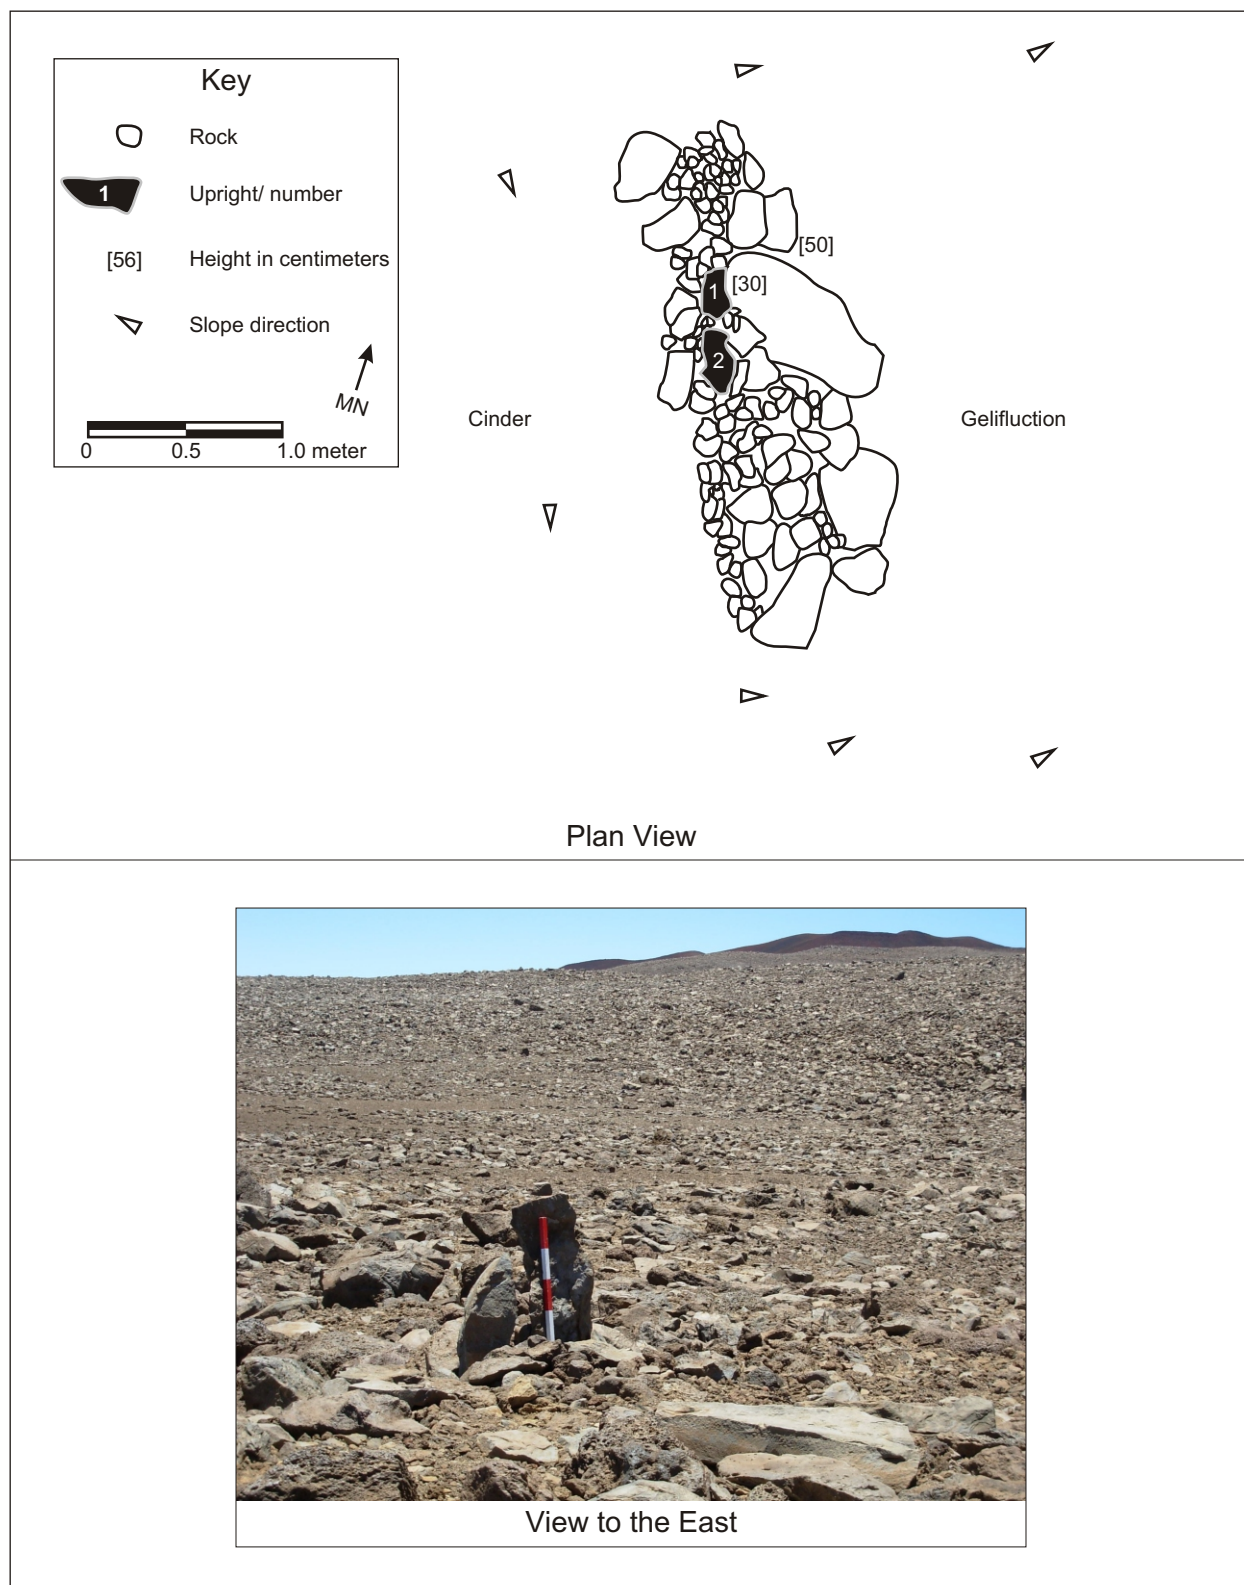 Key
Rock
1
Upright/ number
[56]
Height in centimeters
Slope direction
MN
0
0.5
1.0 meter
[50]
[30]
1
2
Cinder
Gelifluction
Plan View
View to the East